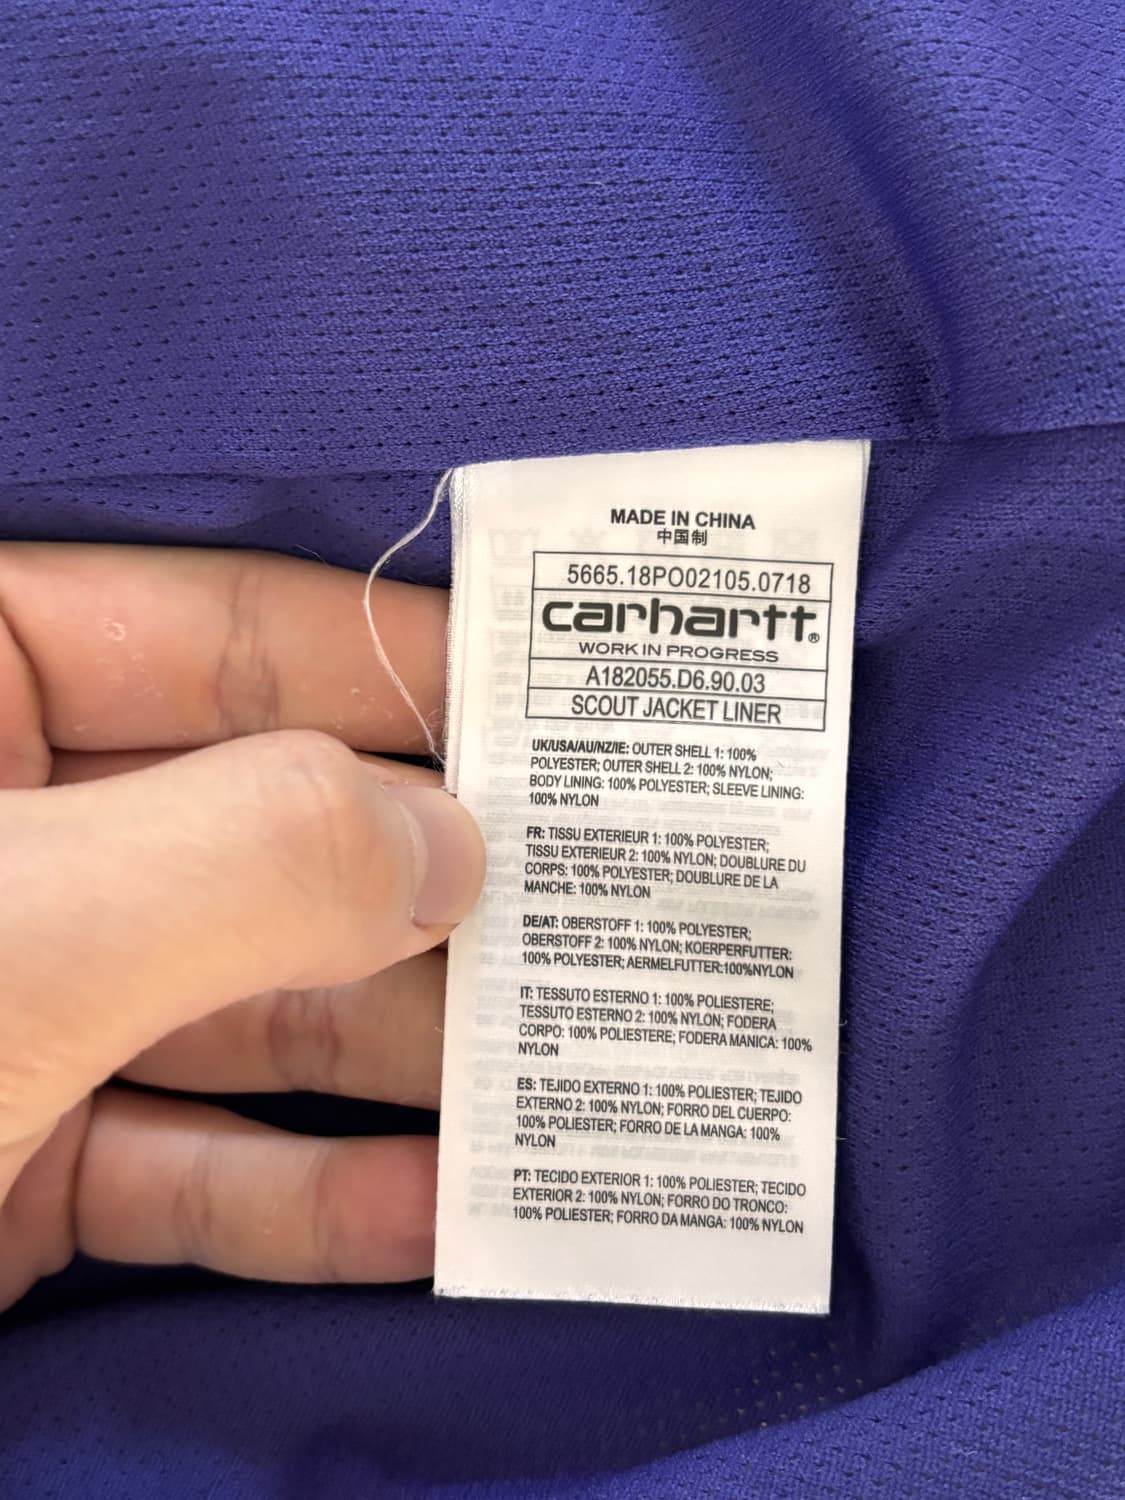 MADE IN CHINA
中国制
5665.18PO02105.0718
carhartt®
WORK IN PROGRESS
A182055.D6.90.03
SCOUT JACKET LINER
UK/USA/AU/NZ/IE: OUTER SHELL 1: 100%
POLYESTER; OUTER SHELL 2: 100% NYLON;
BODY LINING: 100% POLYESTER; SLEEVE LINING:
100% NYLON
FR: TISSU EXTERIEUR 1: 100% POLYESTER;
TISSU EXTERIEUR 2: 100% NYLON; DOUBLURE DU
CORPS: 100% POLYESTER; DOUBLURE DE LA
MANCHE: 100% NYLON
DE/AT: OBERSTOFF 1: 100% POLYESTER;
OBERSTOFF 2: 100% NYLON; KOERPERFUTTER:
100% POLYESTER; AERMELFUTTER:100%NYLON
IT: TESSUTO ESTERNO 1: 100% POLIESTERE;
TESSUTO ESTERNO 2: 100% NYLON; FODERA
CORPO: 100% POLIESTERE; FODERA MANICA: 100%
NYLON
ES: TEJIDO EXTERNO 1: 100% POLIESTER; TEJIDO
EXTERNO 2: 100% NYLON; FORRO DEL CUERPO:
100% POLIESTER; FORRO DE LA MANGA: 100%
NYLON
PT: TECIDO EXTERIOR 1: 100% POLIESTER; TECIDO
EXTERIOR 2: 100% NYLON; FORRO DO TRONCO:
100% POLIESTER; FORRO DA MANGA: 100% NYLON